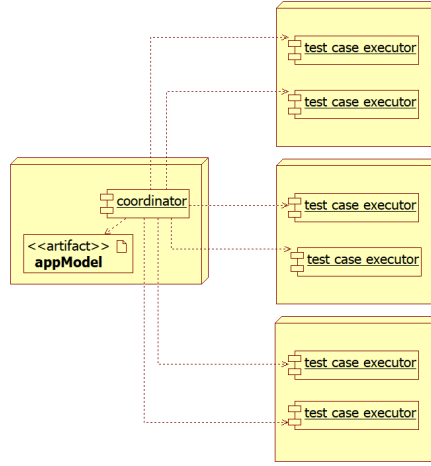 test case executor
test case executor
coordinator
<<artifact>>
appModel
test case executor
test case executor
test case executor
test case executor